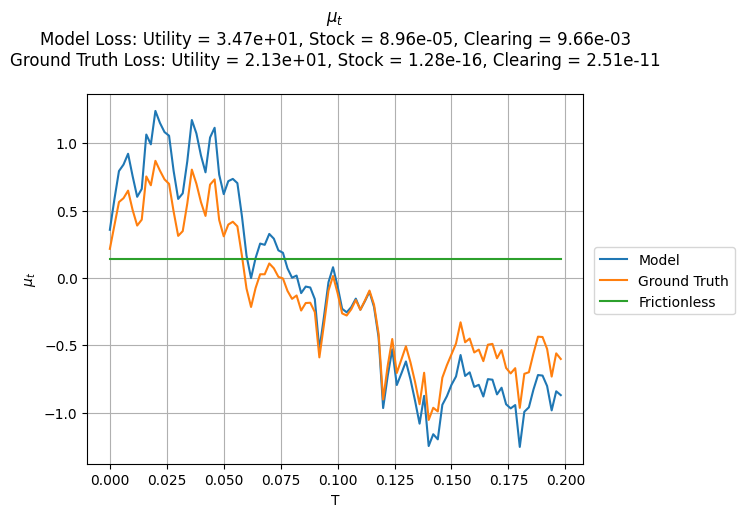 μₜ
Model Loss: Utility = 3.47e+01, Stock = 8.96e-05, Clearing = 9.66e-03
Ground Truth Loss: Utility = 2.13e+01, Stock = 1.28e-16, Clearing = 2.51e-11
1.0
0.5
0.0
−0.5
−1.0
μₜ
0.000
0.025
0.050
0.075
0.100
0.125
0.150
0.175
0.200
T
Model
Ground Truth
Frictionless